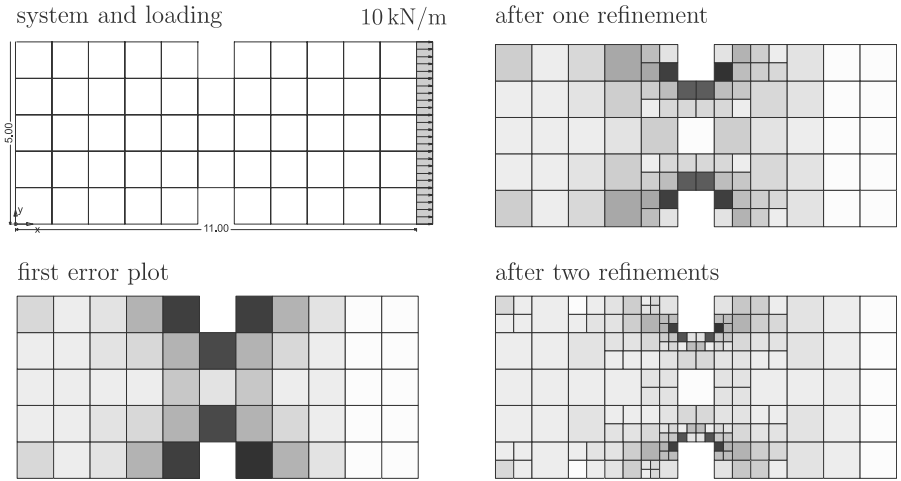 system and loading
10 kN/m
5.00
y
x
11.00
after one refinement
first error plot
after two refinements